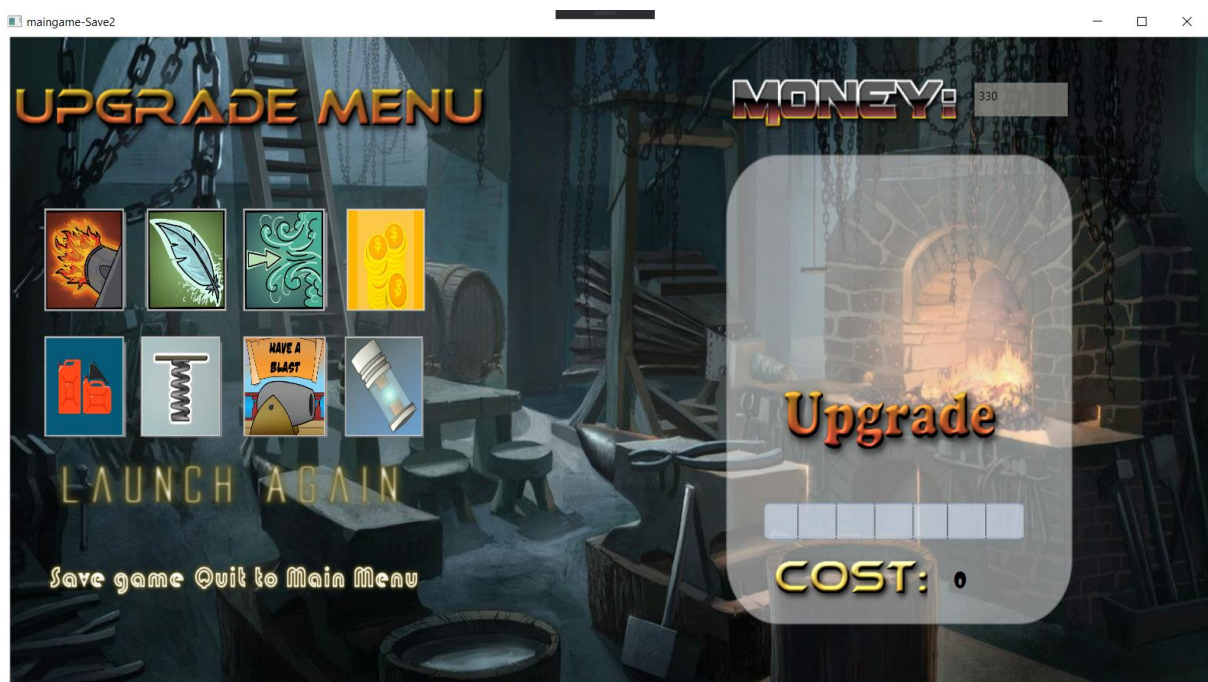 maingame-Save2
UPGRADE MENU
MONEY: 330
HAVE A
BLAST
Upgrade
LAUNCH AGAIN
Save game Quit to Main Menu
COST: 0